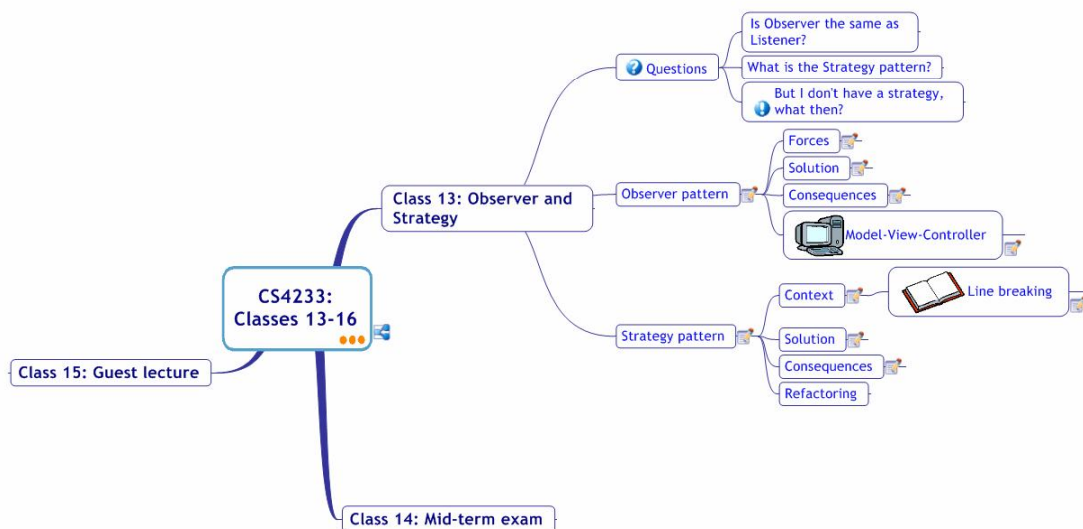 Is Observer the same as
Listener?
Questions
What is the Strategy pattern?
But I don't have a strategy,
what then?
Forces
Solution
Class 13: Observer and
Strategy
Observer pattern
Consequences
Model-View-Controller
CS4233:
Classes 13-16
Context
Line breaking
Strategy pattern
Solution
Consequences
Refactoring
Class 15: Guest lecture
Class 14: Mid-term exam